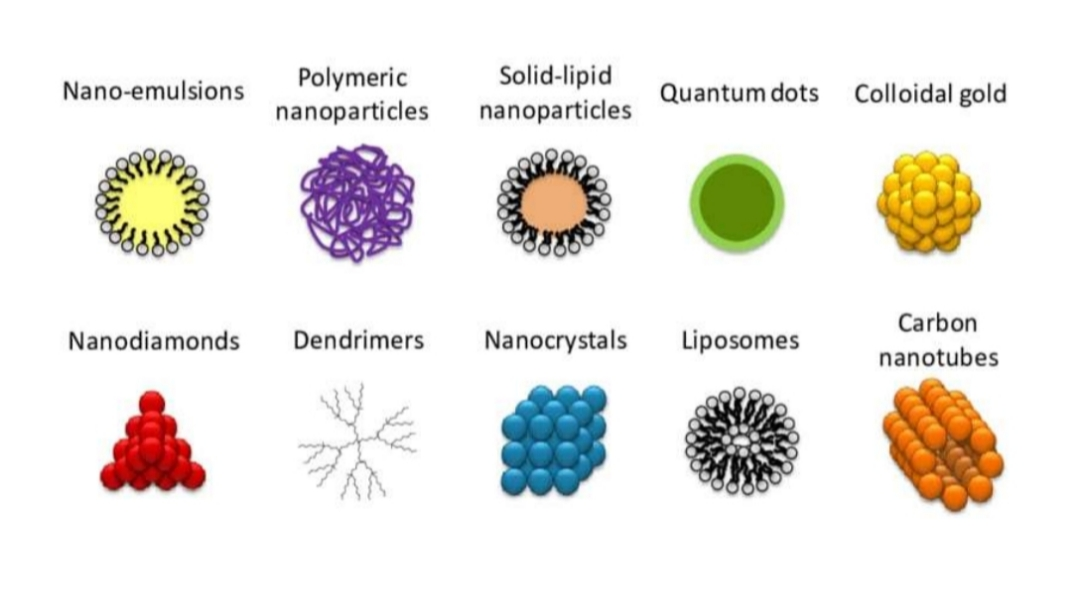 Nano-emulsions
Polymeric
nanoparticles
Solid-lipid
nanoparticles
Quantum dots
Colloidal gold
Nanodiamonds
Dendrimers
Nanocrystals
Liposomes
Carbon
nanotubes